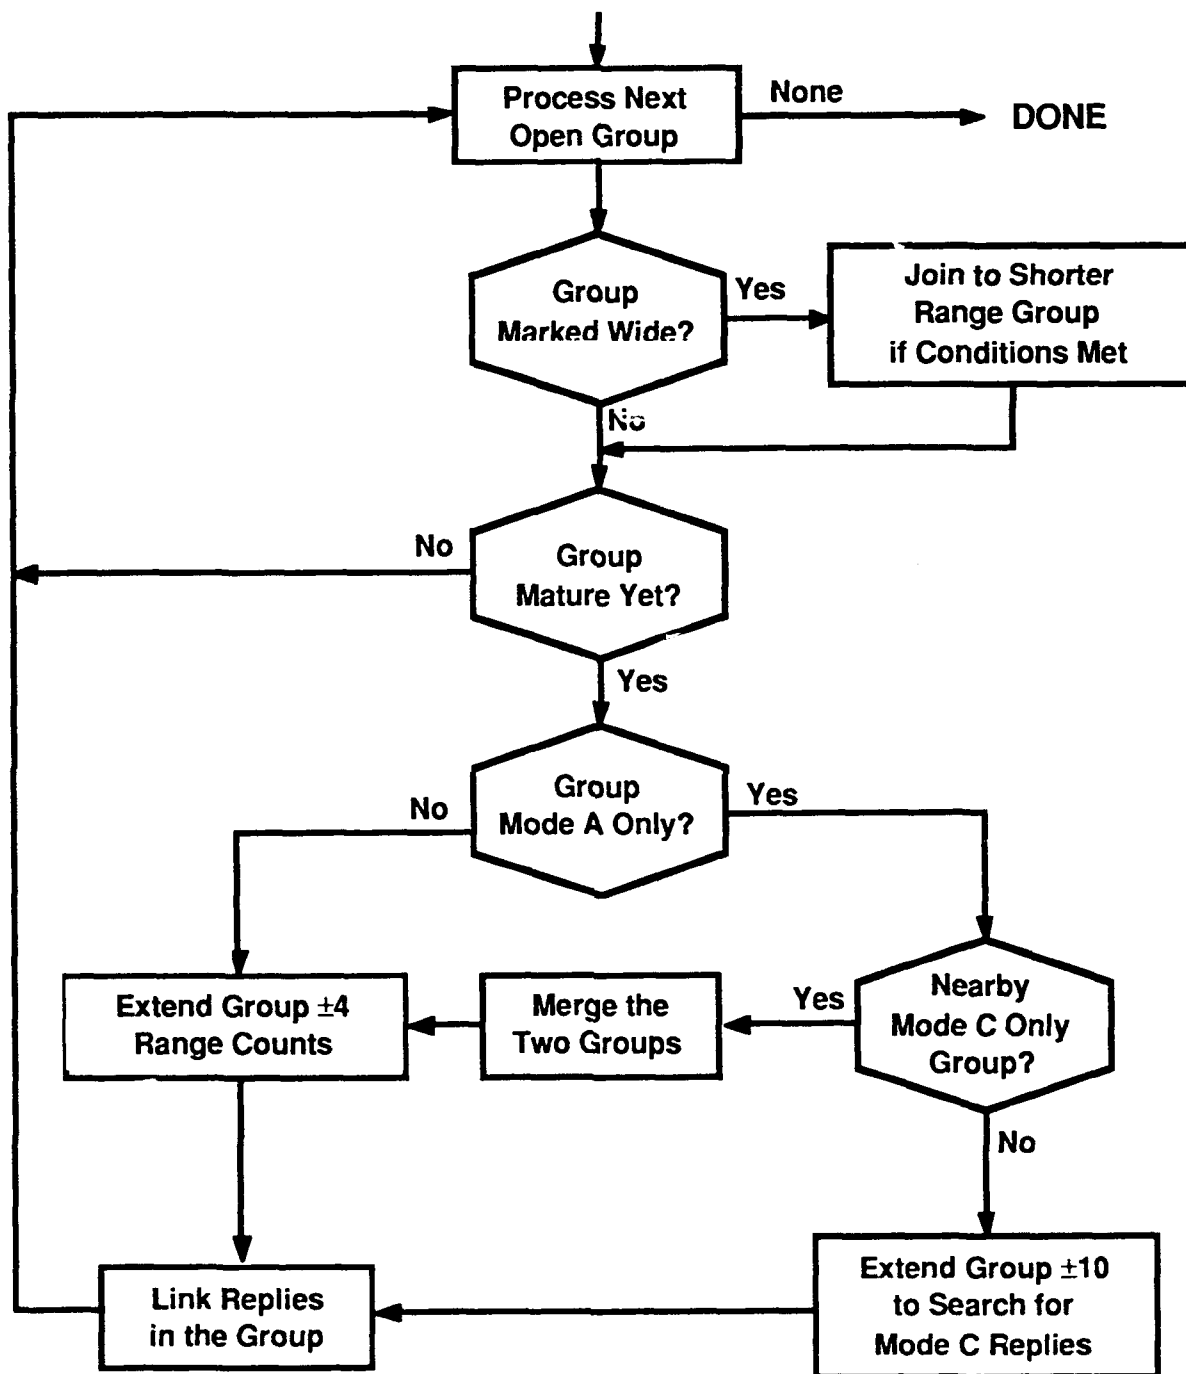 Process Next
Open Group
None
DONE
Group
Marked Wide?
Yes
Join to Shorter
Range Group
if Conditions Met
No
Group
Mature Yet?
No
Yes
Group
Mode A Only?
No
Yes
Nearby
Mode C Only
Group?
Yes
Merge the
Two Groups
Extend Group ±4
Range Counts
No
Extend Group ±10
to Search for
Mode C Replies
Link Replies
in the Group